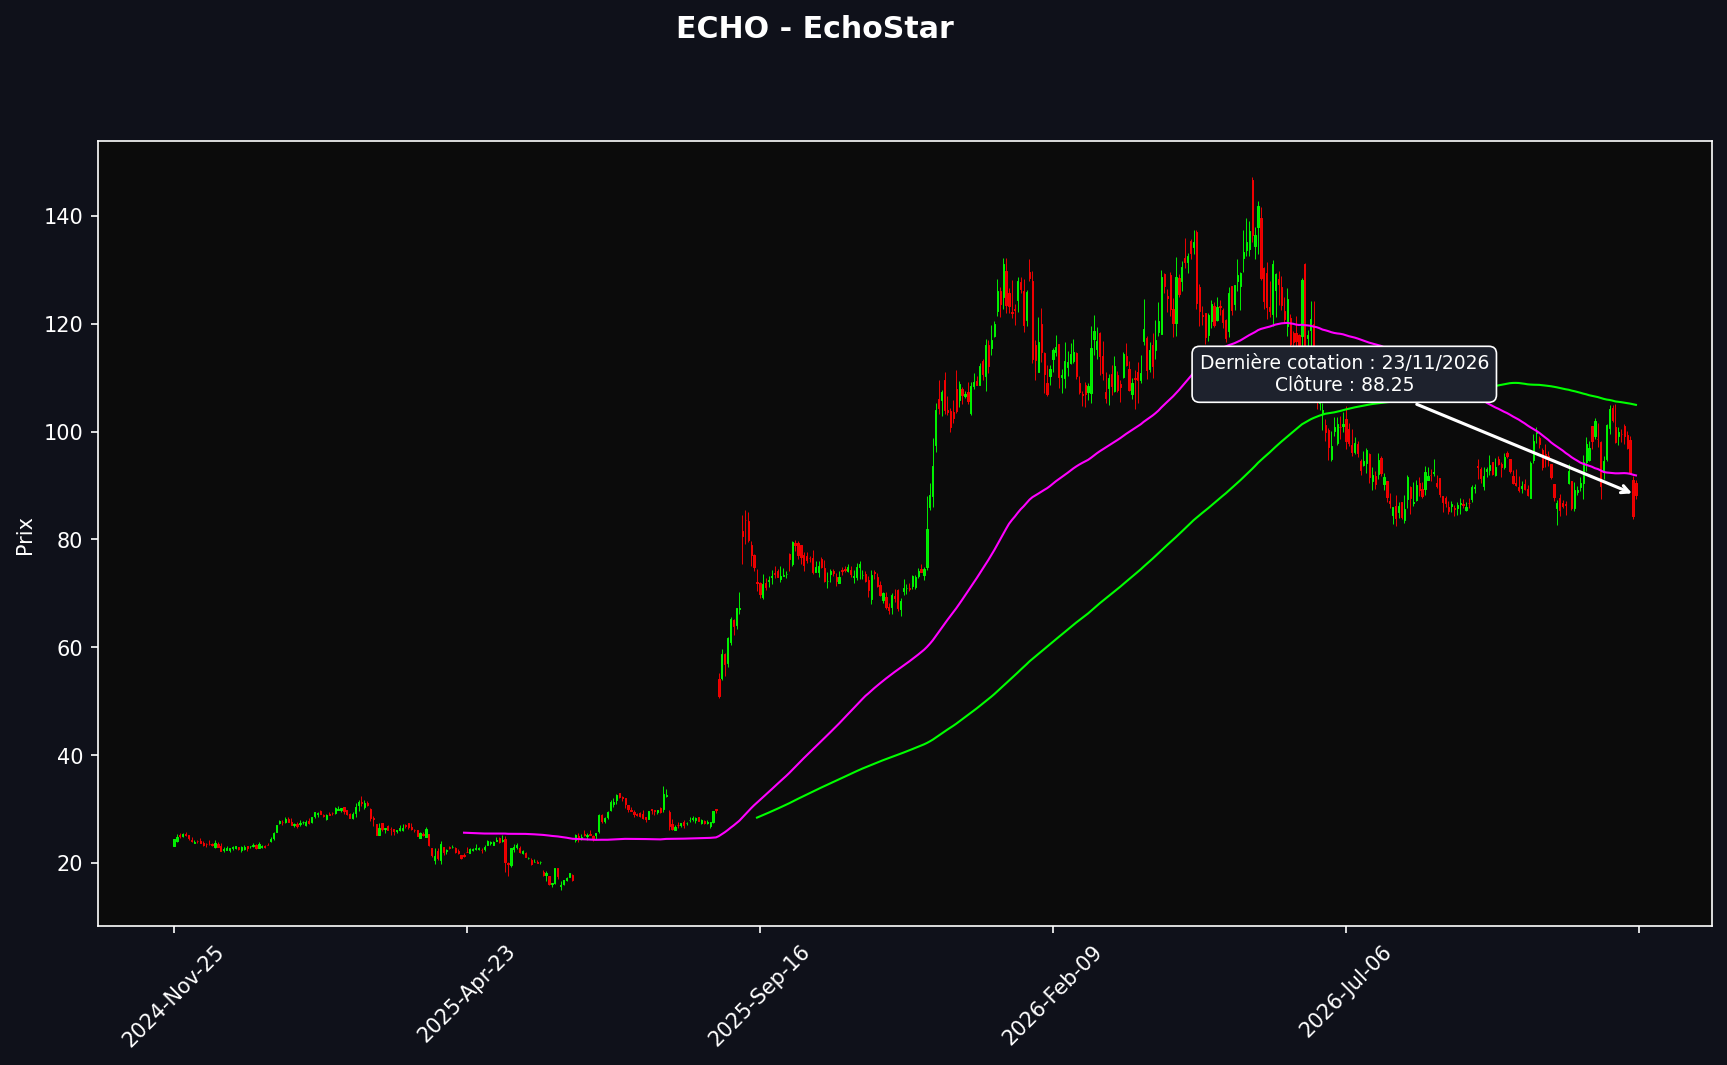 ECHO - EchoStar
Prix
140
120
100
80
60
40
20
Dernière cotation : 23/11/2026
Clôture : 88.25
2024-Nov-25
2025-Apr-23
2025-Sep-16
2026-Feb-09
2026-Jul-06